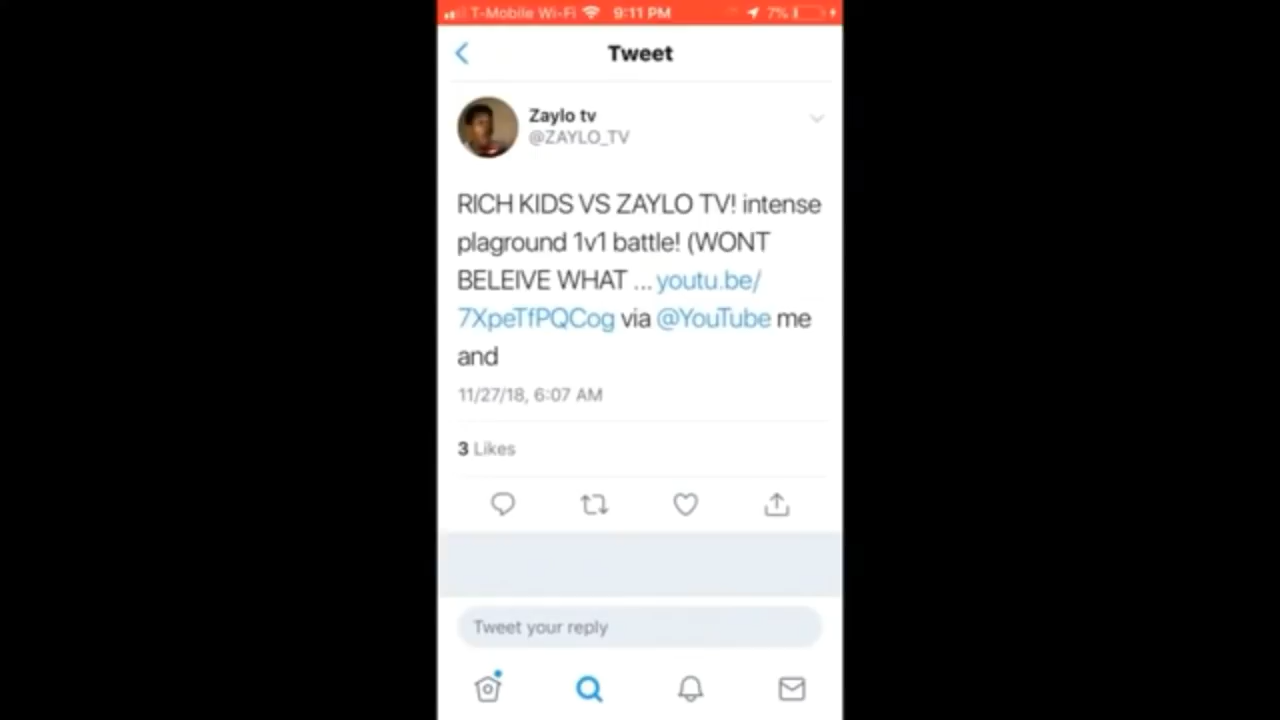 T-Mobile Wi-Fi 9:11 PM 7%
Tweet
Zaylo tv
@ZAYLO_TV
RICH KIDS VS ZAYLO TV! intense
plaground 1v1 battle! (WONT
BELEIVE WHAT ... youtu.be/
7XpeTfPQCog via @YouTube me
and
11/27/18, 6:07 AM
3 Likes
Tweet your reply